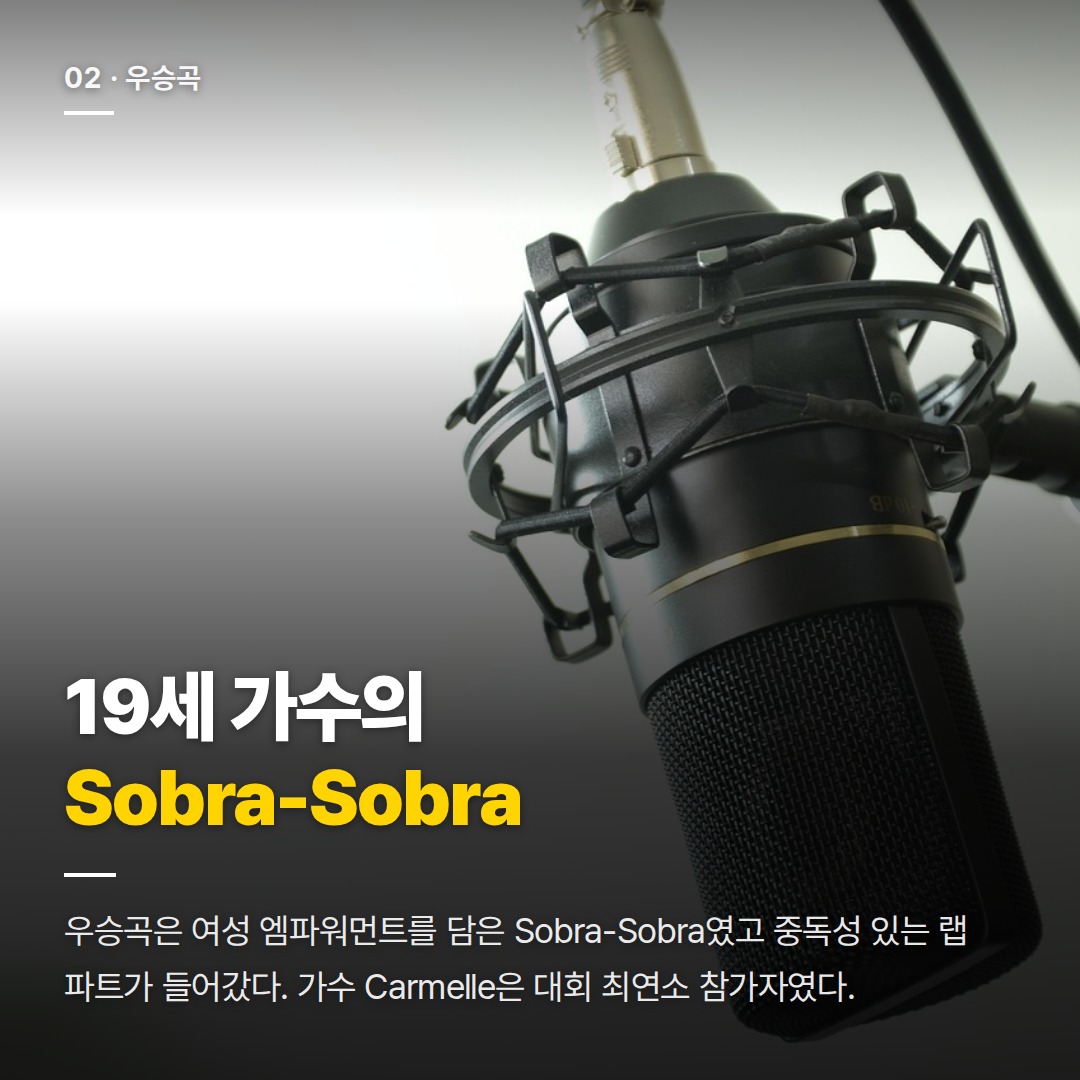 02 · 우승곡
19세 가수의
Sobra-Sobra
우승곡은 여성 엠파워먼트를 담은 Sobra-Sobra였고 중독성 있는 랩
파트가 들어갔다. 가수 Carmelle은 대회 최연소 참가자였다.